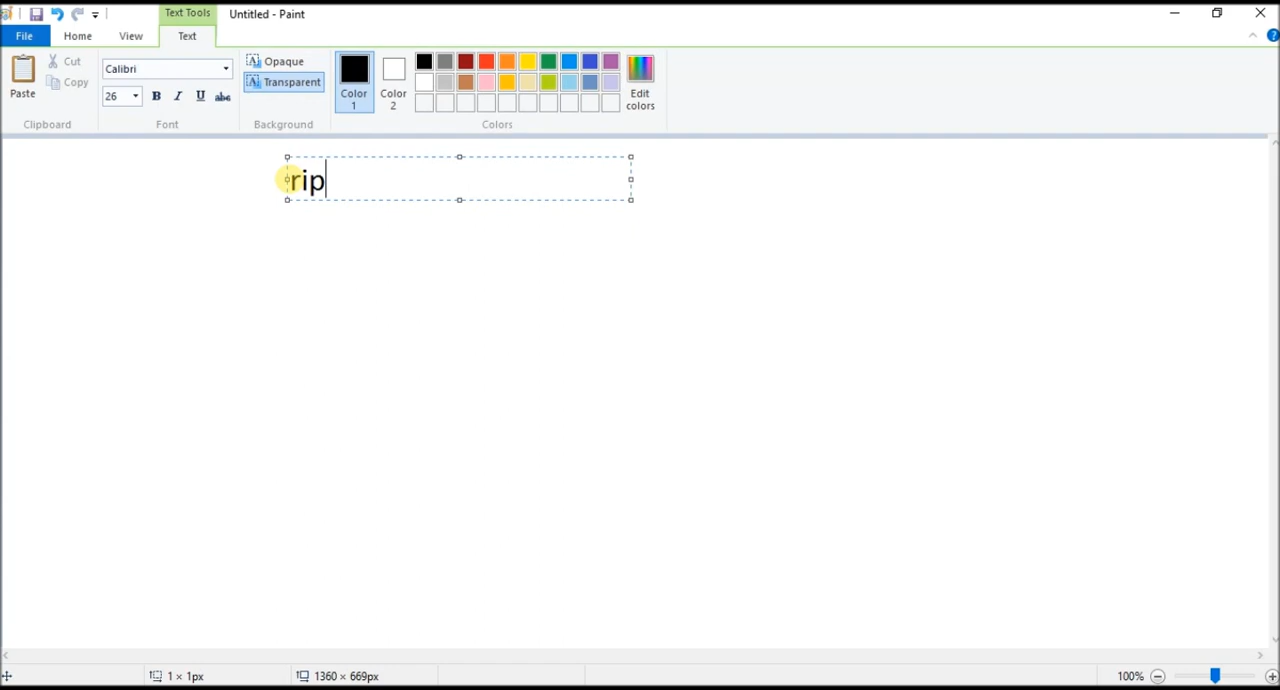 Text Tools
Untitled - Paint
File
Home
View
Text
Paste
Cut
Copy
Clipboard
Calibri
26
B I U abc
Font
Opaque
Transparent
Background
Color 1
Color 2
Edit colors
Colors
rip
1 × 1px
1360 × 669px
100%